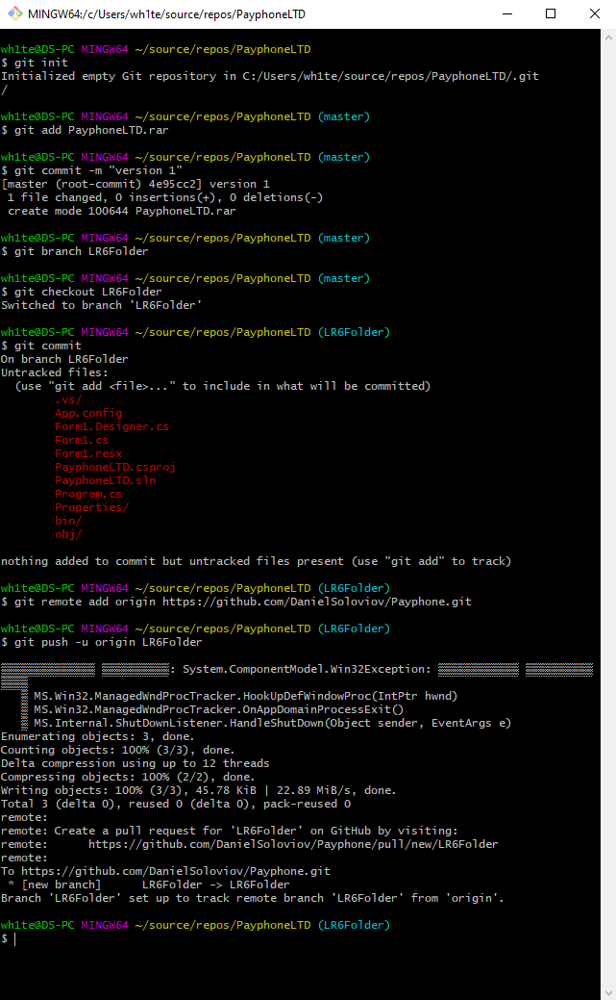 MINGW64:/c/Users/wh1te/source/repos/PayphoneLTD
wh1te@DS-PC MINGW64 ~/source/repos/PayphoneLTD
$ git init
Initialized empty Git repository in C:/Users/wh1te/source/repos/PayphoneLTD/.git
/
wh1te@DS-PC MINGW64 ~/source/repos/PayphoneLTD (master)
$ git add PayphoneLTD.rar
wh1te@DS-PC MINGW64 ~/source/repos/PayphoneLTD (master)
$ git commit -m "version 1"
[master (root-commit) 4e95cc2] version 1
 1 file changed, 0 insertions(+), 0 deletions(-)
 create mode 100644 PayphoneLTD.rar
wh1te@DS-PC MINGW64 ~/source/repos/PayphoneLTD (master)
$ git branch LR6Folder
wh1te@DS-PC MINGW64 ~/source/repos/PayphoneLTD (master)
$ git checkout LR6Folder
Switched to branch 'LR6Folder'
wh1te@DS-PC MINGW64 ~/source/repos/PayphoneLTD (LR6Folder)
$ git commit
On branch LR6Folder
Untracked files:
  (use "git add <file>..." to include in what will be committed)
        .vs/
        App.config
        Form1.Designer.cs
        Form1.cs
        Form1.resx
        PayphoneLTD.csproj
        PayphoneLTD.sln
        Program.cs
        Properties/
        bin/
        obj/
nothing added to commit but untracked files present (use "git add" to track)
wh1te@DS-PC MINGW64 ~/source/repos/PayphoneLTD (LR6Folder)
$ git remote add origin https://github.com/DanielSoloviov/Payphone.git
wh1te@DS-PC MINGW64 ~/source/repos/PayphoneLTD (LR6Folder)
$ git push -u origin LR6Folder
: System.ComponentModel.Win32Exception:
MS.Win32.ManagedWndProcTracker.HookUpDefWindowProc(IntPtr hwnd)
MS.Win32.ManagedWndProcTracker.OnAppDomainProcessExit()
MS.Internal.ShutDownListener.HandleShutDown(Object sender, EventArgs e)
Enumerating objects: 3, done.
Counting objects: 100% (3/3), done.
Delta compression using up to 12 threads
Compressing objects: 100% (2/2), done.
Writing objects: 100% (3/3), 45.78 KiB | 22.89 MiB/s, done.
Total 3 (delta 0), reused 0 (delta 0), pack-reused 0
remote:
remote: Create a pull request for 'LR6Folder' on GitHub by visiting:
remote:      https://github.com/DanielSoloviov/Payphone/pull/new/LR6Folder
remote:
To https://github.com/DanielSoloviov/Payphone.git
 * [new branch]      LR6Folder -> LR6Folder
Branch 'LR6Folder' set up to track remote branch 'LR6Folder' from 'origin'.
wh1te@DS-PC MINGW64 ~/source/repos/PayphoneLTD (LR6Folder)
$